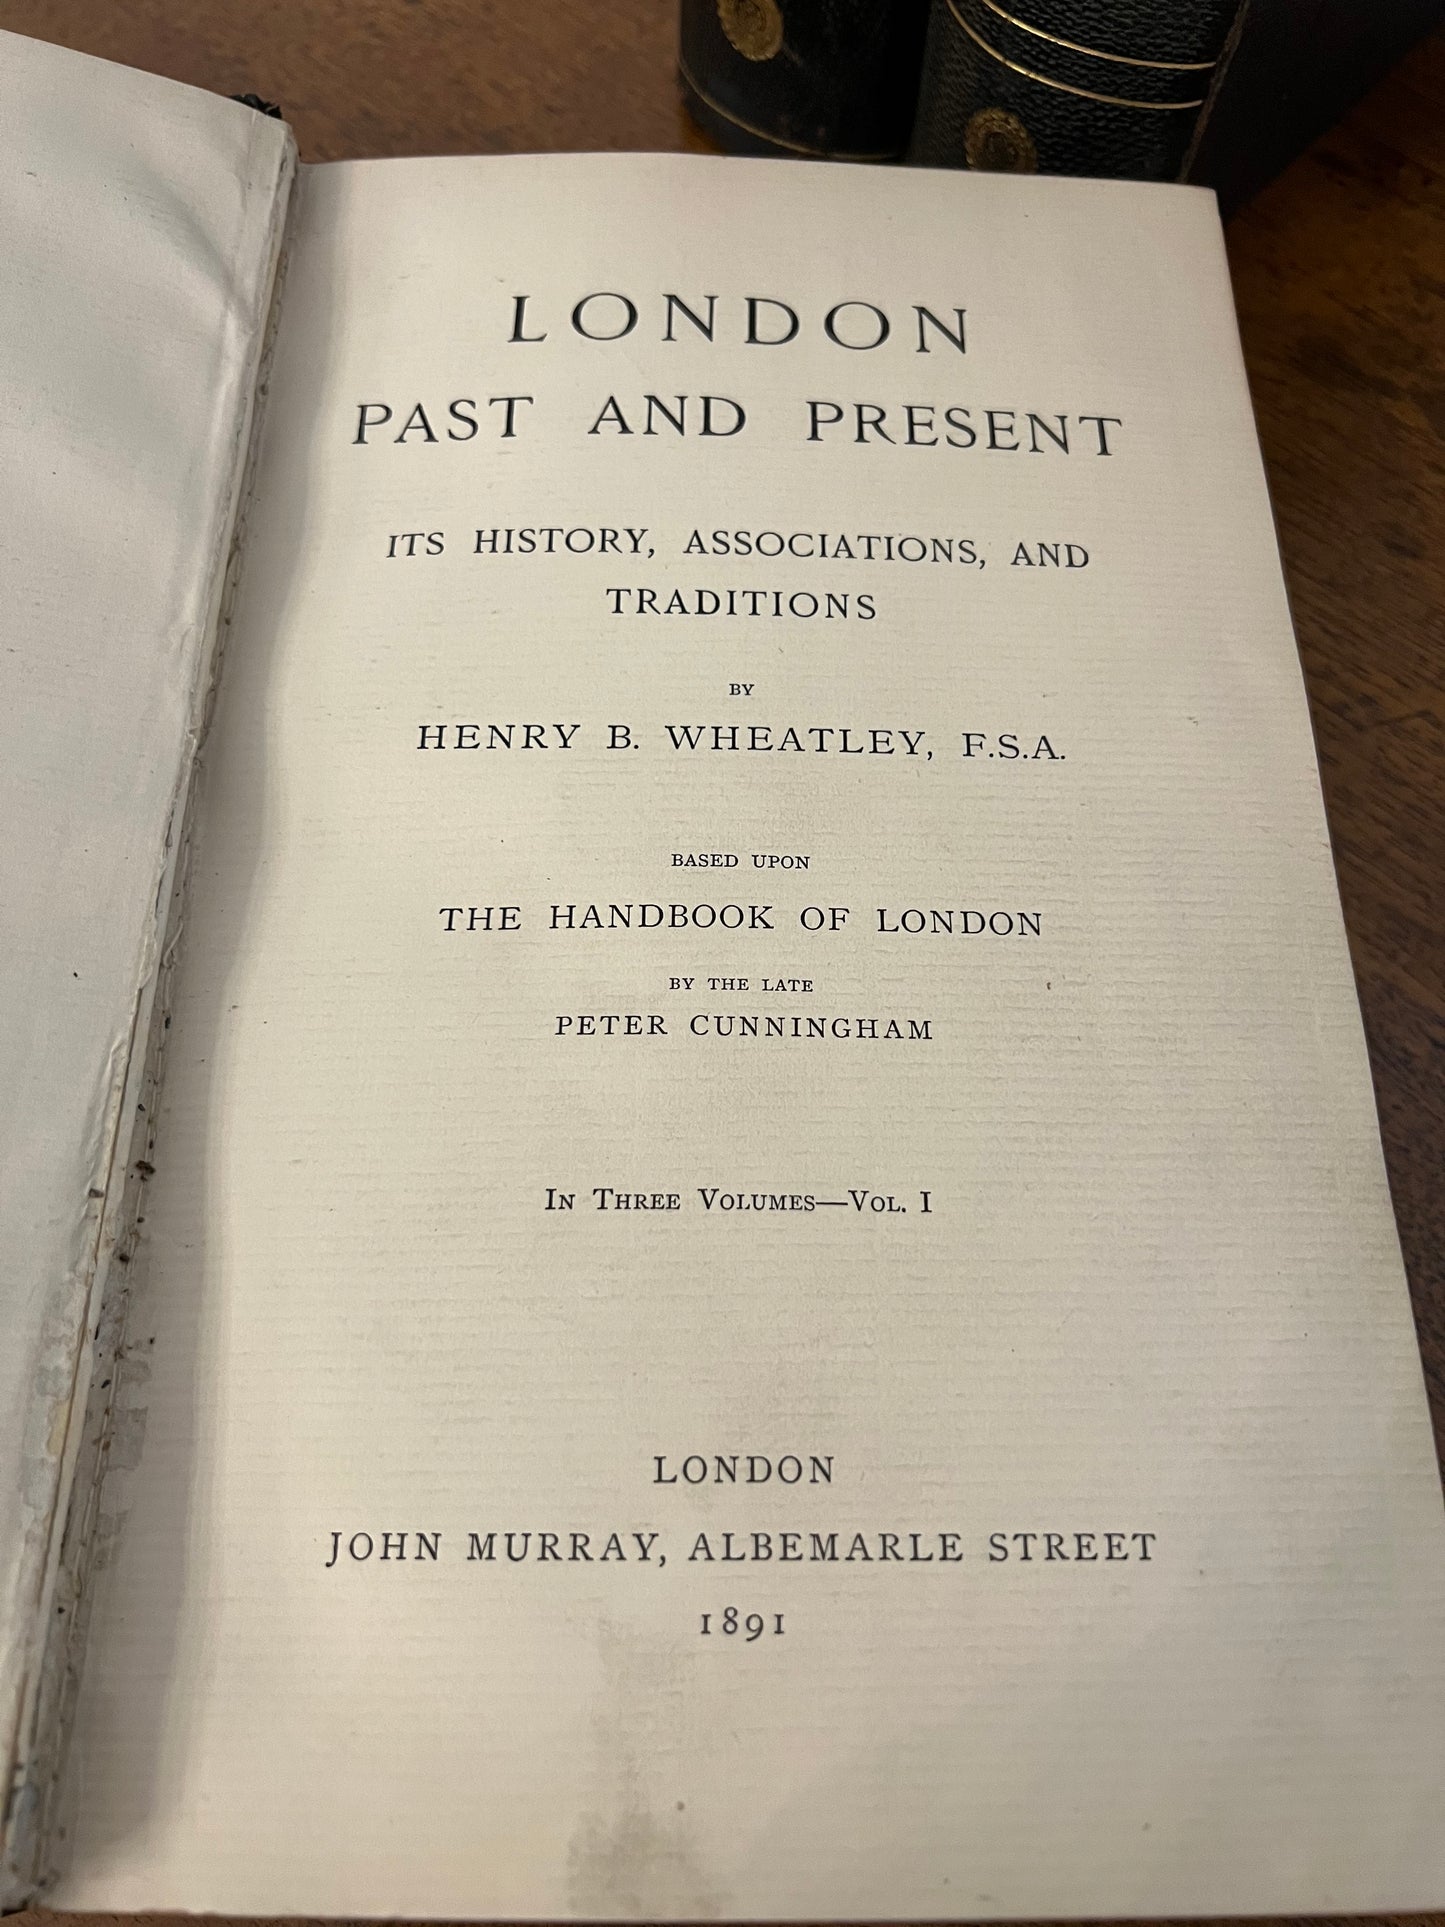 LONDON
PAST AND PRESENT
ITS HISTORY, ASSOCIATIONS, AND
TRADITIONS
BY
HENRY B. WHEATLEY, F.S.A.
BASED UPON
THE HANDBOOK OF LONDON
BY THE LATE
PETER CUNNINGHAM
IN THREE VOLUMES—VOL. I
LONDON
JOHN MURRAY, ALBEMARLE STREET
1891